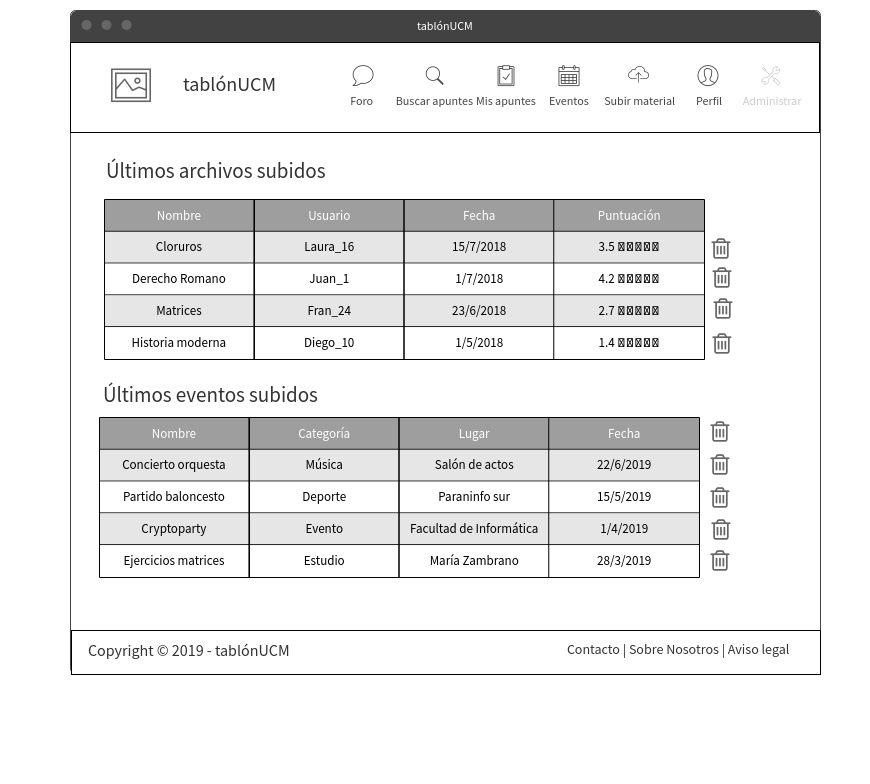 tablónUCM
tablónUCM
Foro Buscar apuntes Mis apuntes Eventos Subir material Perfil Administrar
Últimos archivos subidos
Nombre Usuario Fecha Puntuación
Cloruros Laura_16 15/7/2018 3.5
Derecho Romano Juan_1 1/7/2018 4.2
Matrices Fran_24 23/6/2018 2.7
Historia moderna Diego_10 1/5/2018 1.4
Últimos eventos subidos
Nombre Categoría Lugar Fecha
Concierto orquesta Música Salón de actos 22/6/2019
Partido baloncesto Deporte Paraninfo sur 15/5/2019
Cryptoparty Evento Facultad de Informática 1/4/2019
Ejercicios matrices Estudio María Zambrano 28/3/2019
Copyright © 2019 - tablónUCM
Contacto | Sobre Nosotros | Aviso legal